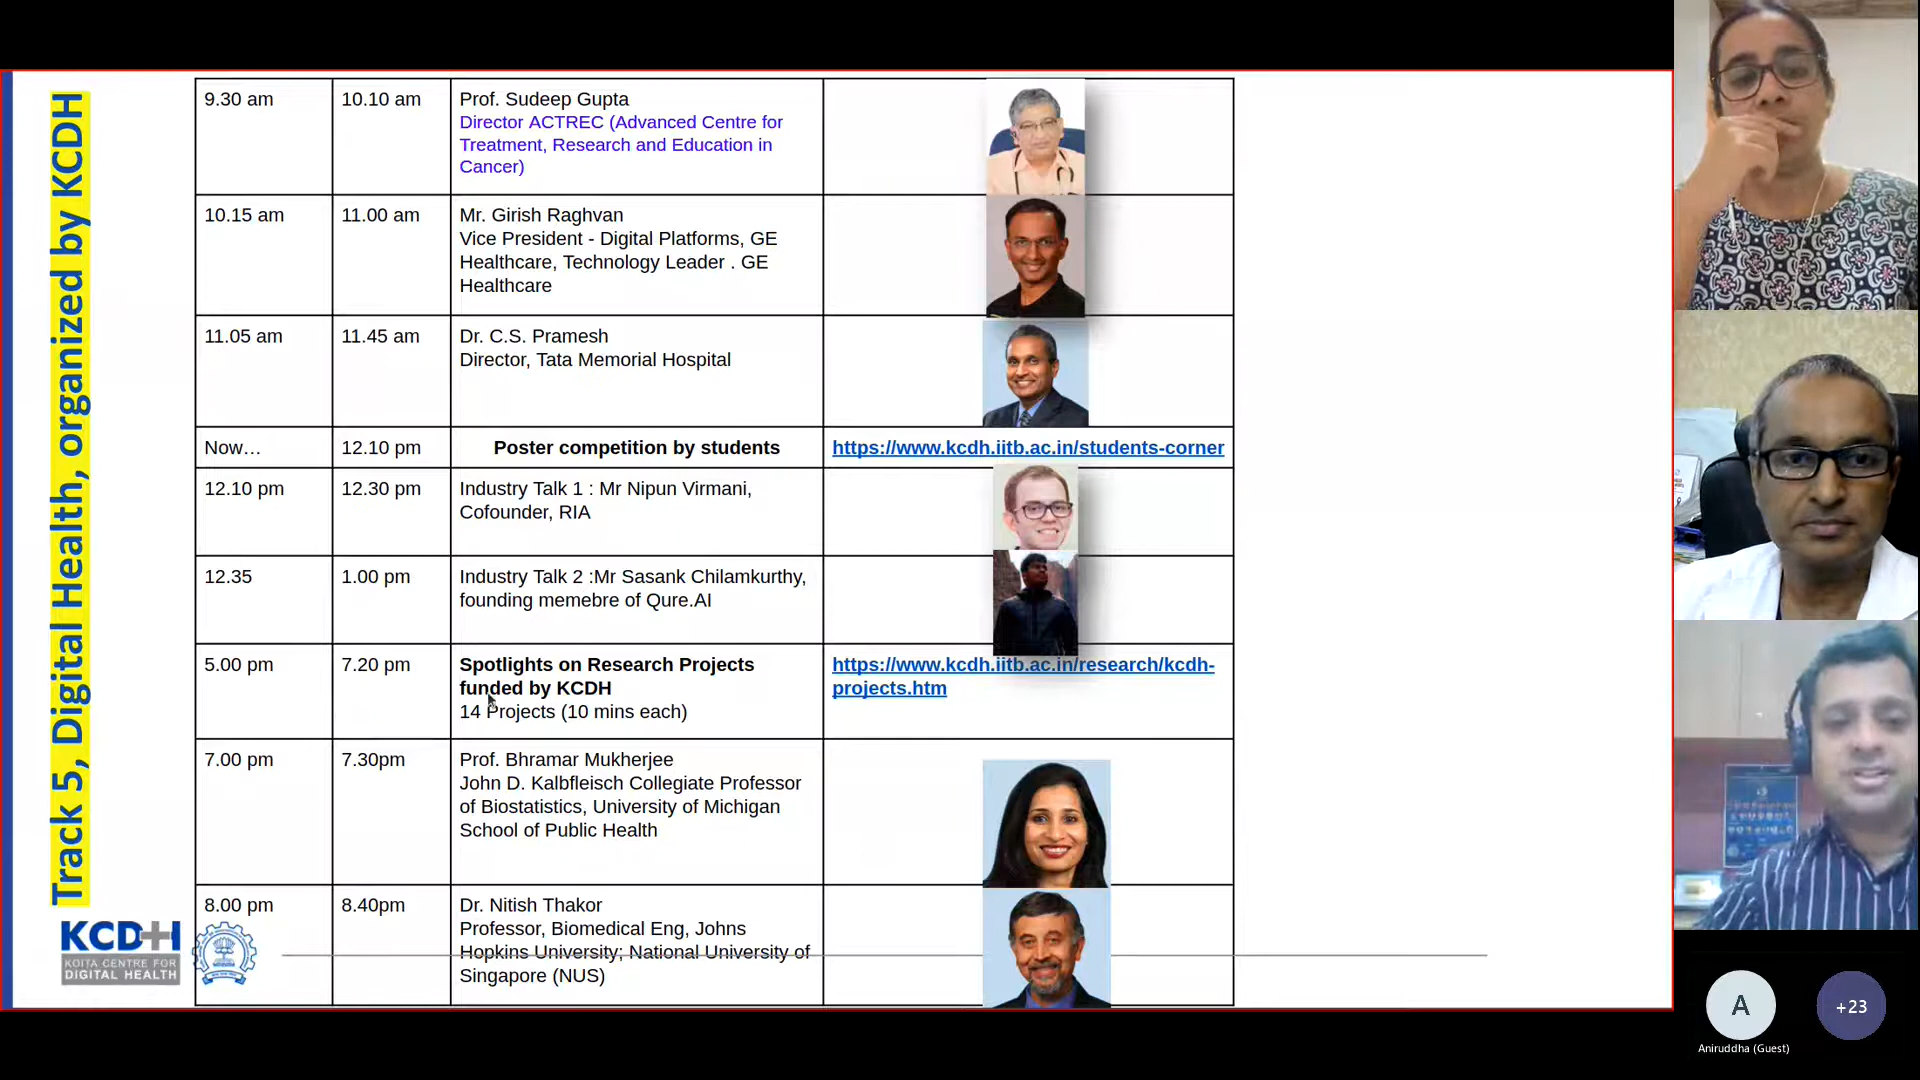 Track 5, Digital Health, organized by KCDH
9.30 am
10.10 am
Prof. Sudeep Gupta
Director ACTREC (Advanced Centre for
Treatment, Research and Education in
Cancer)
10.15 am
11.00 am
Mr. Girish Raghvan
Vice President - Digital Platforms, GE
Healthcare, Technology Leader . GE
Healthcare
11.05 am
11.45 am
Dr. C.S. Pramesh
Director, Tata Memorial Hospital
Now…
12.10 pm
Poster competition by students
https://www.kcdh.iitb.ac.in/students-corner
12.10 pm
12.30 pm
Industry Talk 1 : Mr Nipun Virmani,
Cofounder, RIA
12.35
1.00 pm
Industry Talk 2 :Mr Sasank Chilamkurthy,
founding memebre of Qure.AI
5.00 pm
7.20 pm
Spotlights on Research Projects
funded by KCDH
14 Projects (10 mins each)
https://www.kcdh.iitb.ac.in/research/kcdh-
projects.htm
7.00 pm
7.30pm
Prof. Bhramar Mukherjee
John D. Kalbfleisch Collegiate Professor
of Biostatistics, University of Michigan
School of Public Health
8.00 pm
8.40pm
Dr. Nitish Thakor
Professor, Biomedical Eng, Johns
Hopkins University; National University of
Singapore (NUS)
KCDH
KOITA CENTRE FOR
DIGITAL HEALTH
A
+23
Aniruddha (Guest)